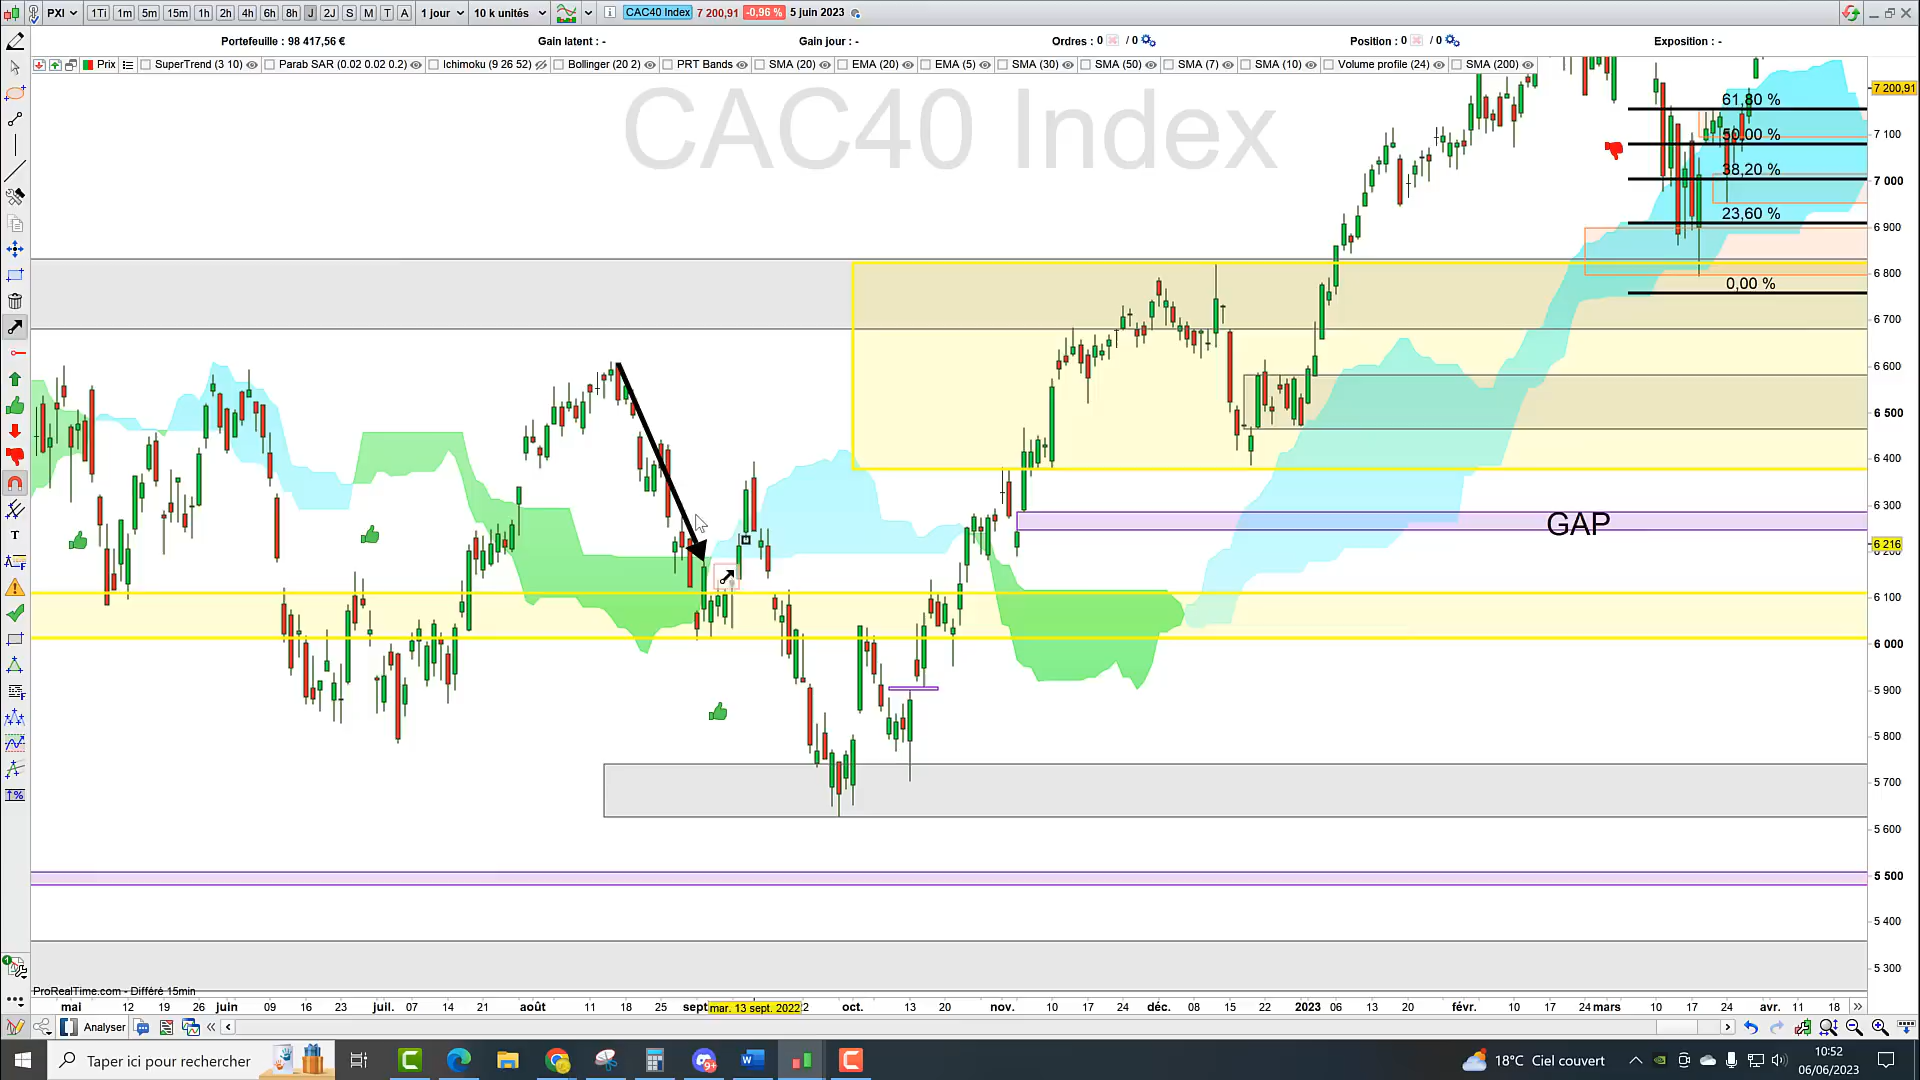 PXI 1Ti 1m 5m 15m 1h 2h 4h 6h 8h J 2J S M T A 1 jour 10 k unités CAC40 Index 7 200,91 -0,96 % 5 juin 2023
Portefeuille : 98 417,56 € Gain latent : - Gain jour : - Ordres : 0 / 0 Position : 0 / 0 Exposition : -
Prix SuperTrend (3 10) Parab SAR (0.02 0.02 0.2) Ichimoku (9 26 52) Bollinger (20 2) PRT Bands SMA (20) EMA (20) EMA (5) SMA (30) SMA (50) SMA (7) SMA (10) Volume profile (24) SMA (200)
CAC40 Index
7 200,91
61,80 %
50,00 %
7 100
38,20 %
7 000
23,60 %
6 900
6 800
0,00 %
6 700
6 600
6 500
6 400
6 300
GAP
6 216
6 100
6 000
5 900
5 800
5 700
5 600
5 500
5 400
5 300
ProRealTime.com - Différé 15min
mai 12 19 26 juin 09 16 23 juil. 07 14 21 août 11 18 25 sept mar. 13 sept. 2022 oct. 13 20 nov. 10 17 24 déc. 08 15 22 2023 06 13 20 févr. 10 17 24 mars 10 17 24 avr. 11 18
Analyser
Taper ici pour rechercher
18°C Ciel couvert
10:52
06/06/2023